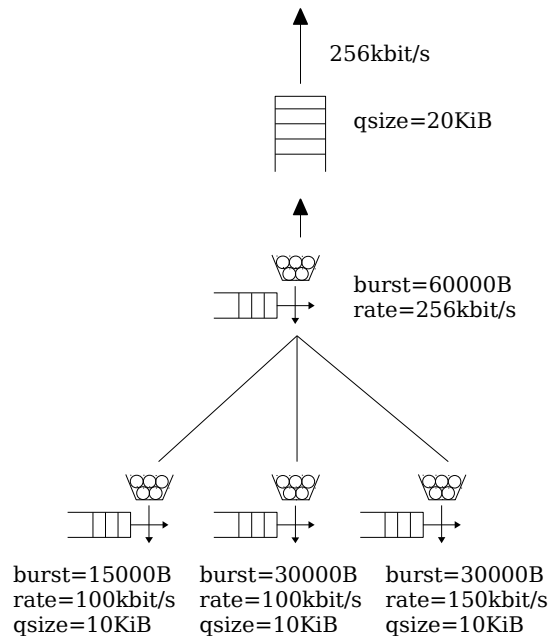 256kbit/s
qsize=20KiB
burst=60000B
rate=256kbit/s
burst=15000B
rate=100kbit/s
qsize=10KiB
burst=30000B
rate=100kbit/s
qsize=10KiB
burst=30000B
rate=150kbit/s
qsize=10KiB